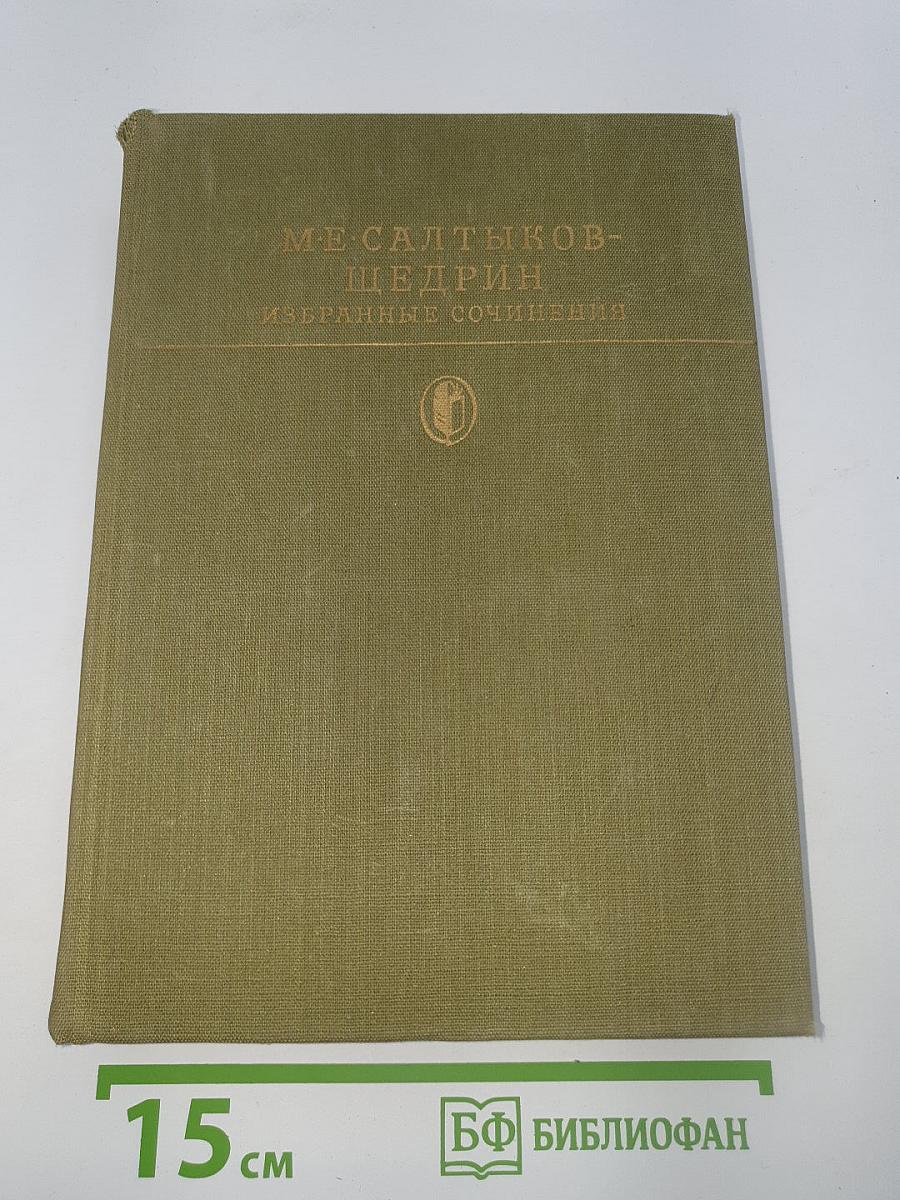 М·Е·САЛТЫКОВ-
ЩЕДРИН
ИЗБРАННЫЕ СОЧИНЕНИЯ
15 см
БФ БИБЛИОФАН